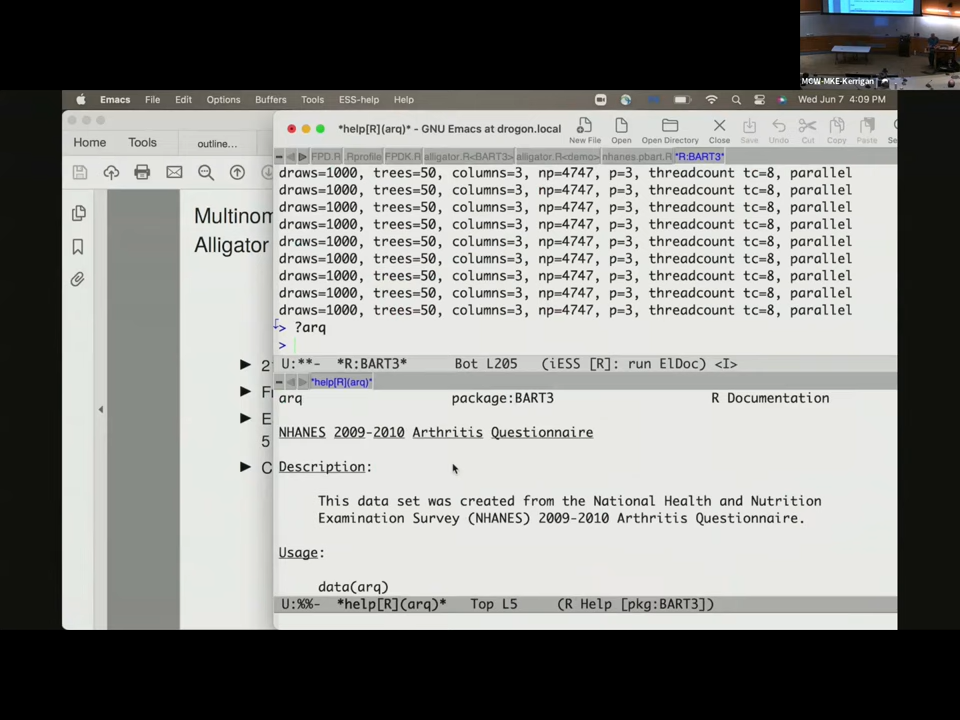 MCW-MKE-Kerrigan
Emacs File Edit Options Buffers Tools ESS-help Help
Wed Jun 7 4:09 PM
*help[R](arq)* - GNU Emacs at drogon.local
New File Open Open Directory Close Save Undo Cut Copy Paste
Home Tools outline...
FPD.R .Rprofile FPDK.R alligator.R<BART3> alligator.R<demo> nhanes.pbart.R *R:BART3*
draws=1000, trees=50, columns=3, np=4747, p=3, threadcount tc=8, parallel
draws=1000, trees=50, columns=3, np=4747, p=3, threadcount tc=8, parallel
draws=1000, trees=50, columns=3, np=4747, p=3, threadcount tc=8, parallel
draws=1000, trees=50, columns=3, np=4747, p=3, threadcount tc=8, parallel
draws=1000, trees=50, columns=3, np=4747, p=3, threadcount tc=8, parallel
draws=1000, trees=50, columns=3, np=4747, p=3, threadcount tc=8, parallel
draws=1000, trees=50, columns=3, np=4747, p=3, threadcount tc=8, parallel
draws=1000, trees=50, columns=3, np=4747, p=3, threadcount tc=8, parallel
draws=1000, trees=50, columns=3, np=4747, p=3, threadcount tc=8, parallel
> ?arq
>
U:**- *R:BART3* Bot L205 (iESS [R]: run ElDoc) <I>
*help[R](arq)*
arq package:BART3 R Documentation
NHANES 2009-2010 Arthritis Questionnaire
Description:
This data set was created from the National Health and Nutrition
Examination Survey (NHANES) 2009-2010 Arthritis Questionnaire.
Usage:
data(arq)
U:%%- *help[R](arq)* Top L5 (R Help [pkg:BART3])
Multinom
Alligator
2
F
E
5
C